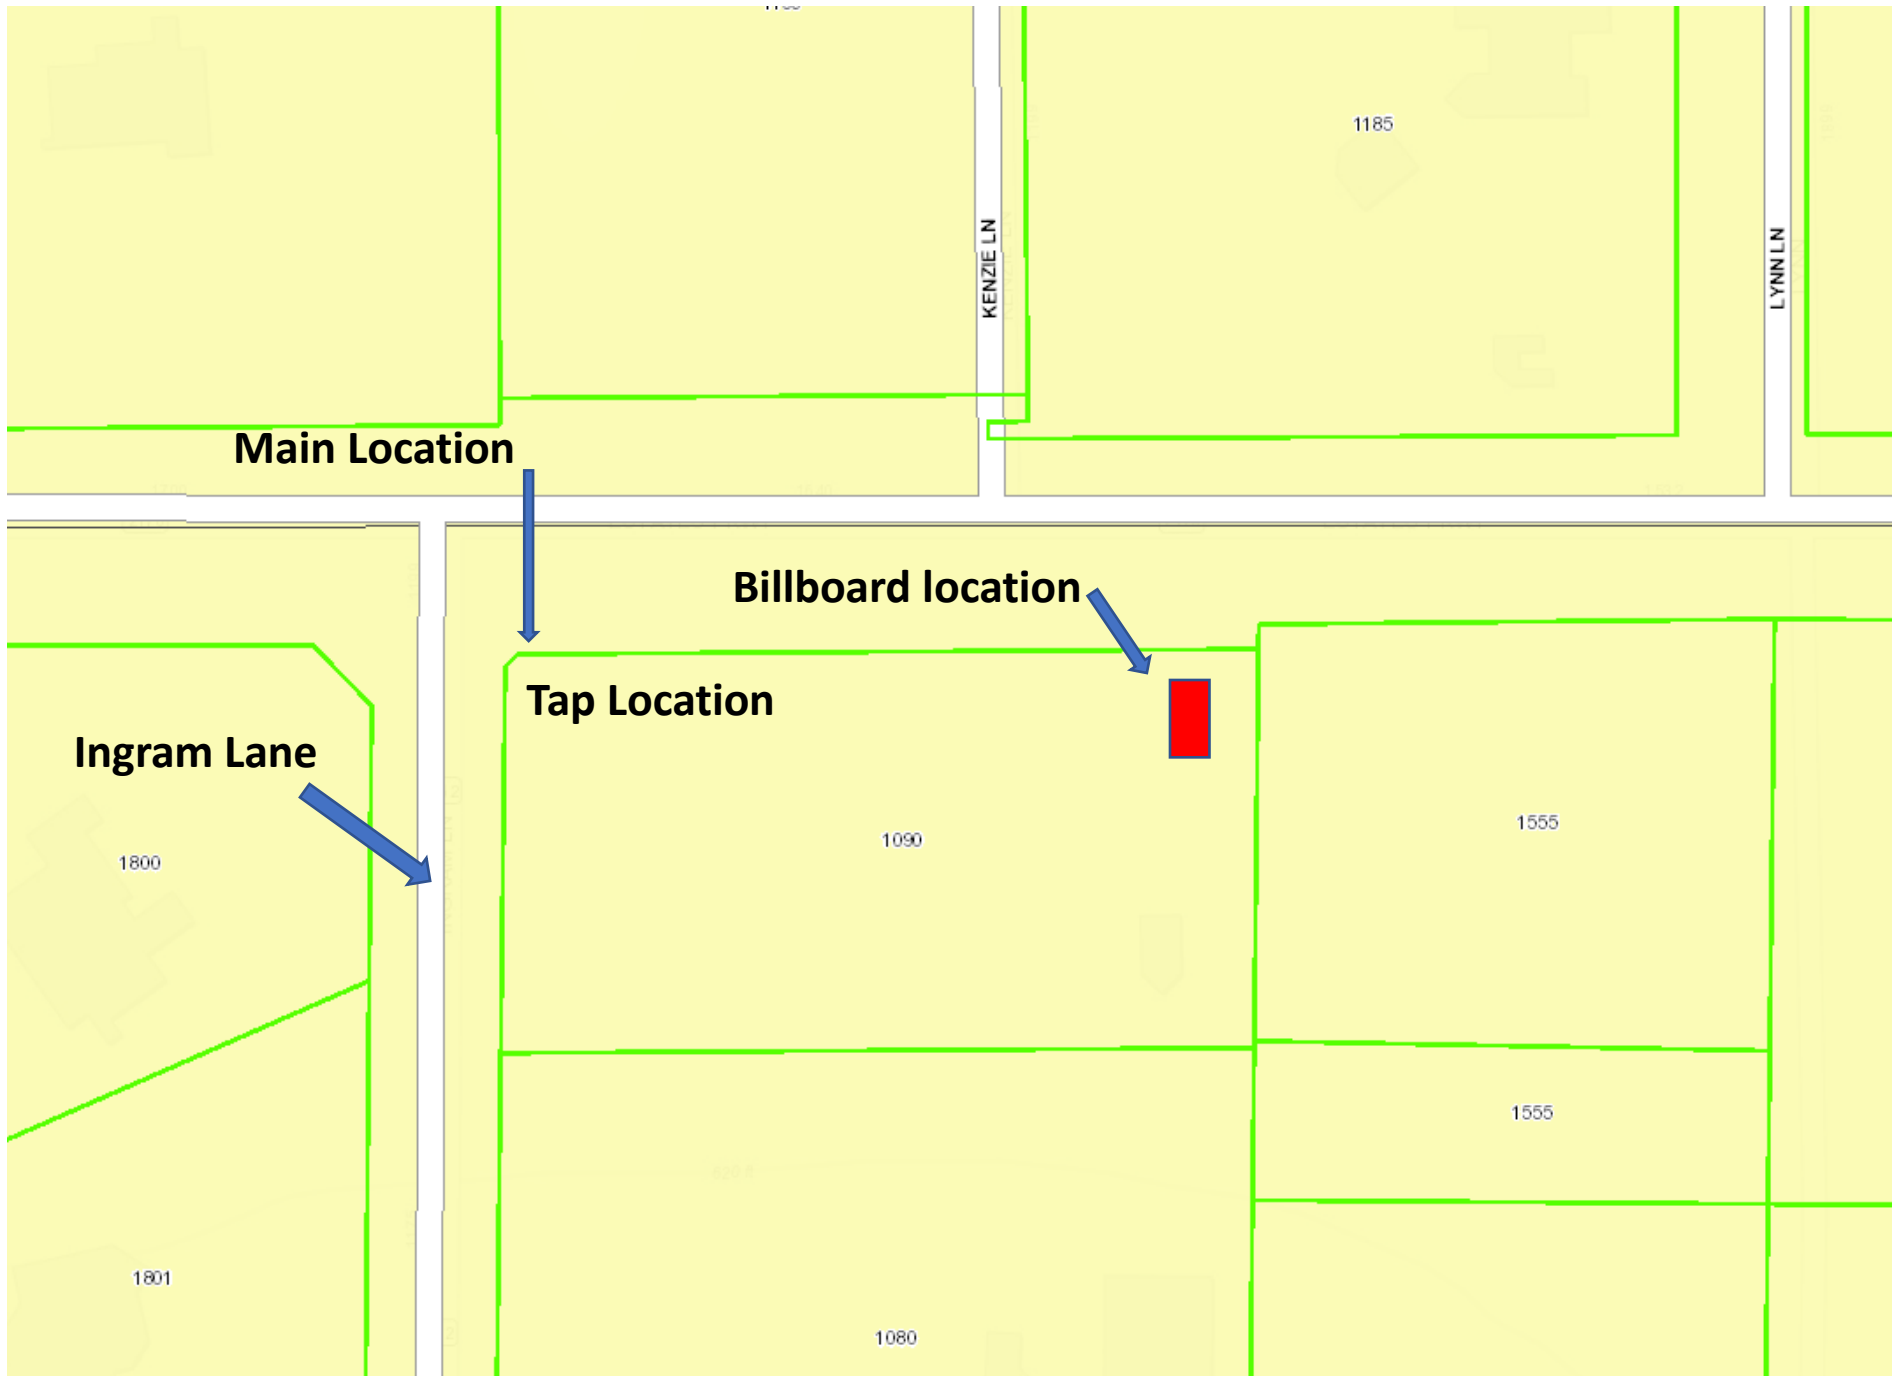 1185
KENZIE LN
LYNN LN
Main Location
Billboard location
Tap Location
Ingram Lane
1090
1555
1800
1555
1801
1080